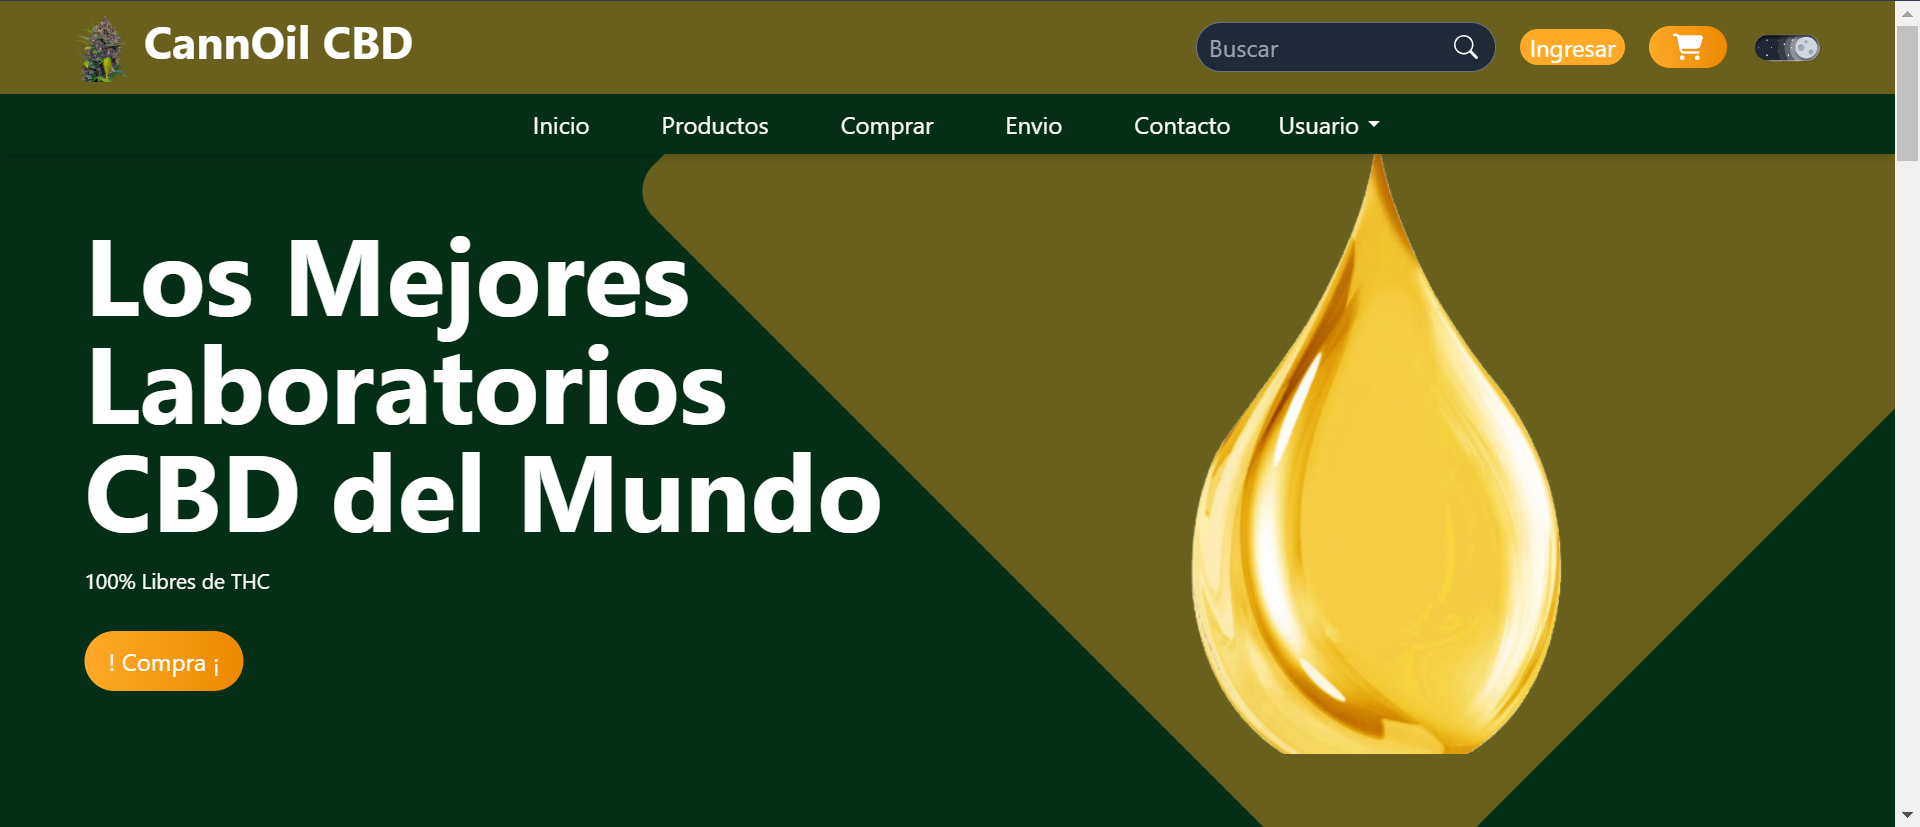 CannOil CBD
Buscar
Ingresar
Inicio
Productos
Comprar
Envio
Contacto
Usuario
Los Mejores
Laboratorios
CBD del Mundo
100% Libres de THC
! Compra ¡